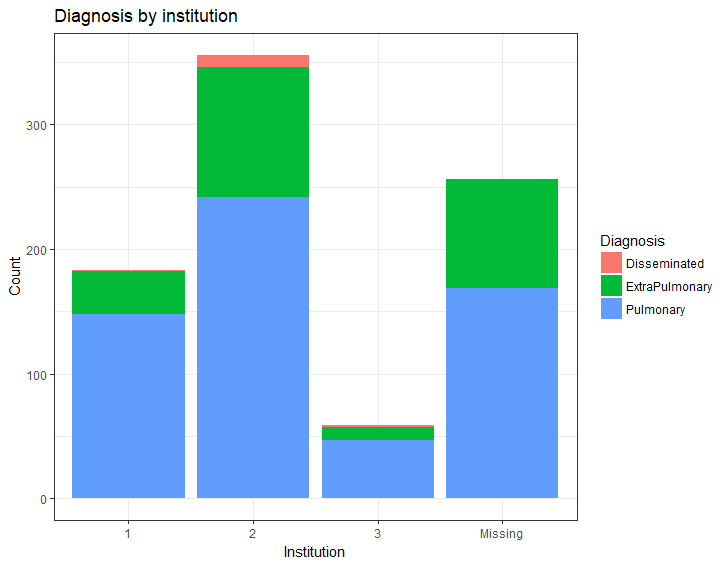 Diagnosis by institution
300
200
100
0
Count
1 2 3 Missing
Institution
Diagnosis
Disseminated
ExtraPulmonary
Pulmonary